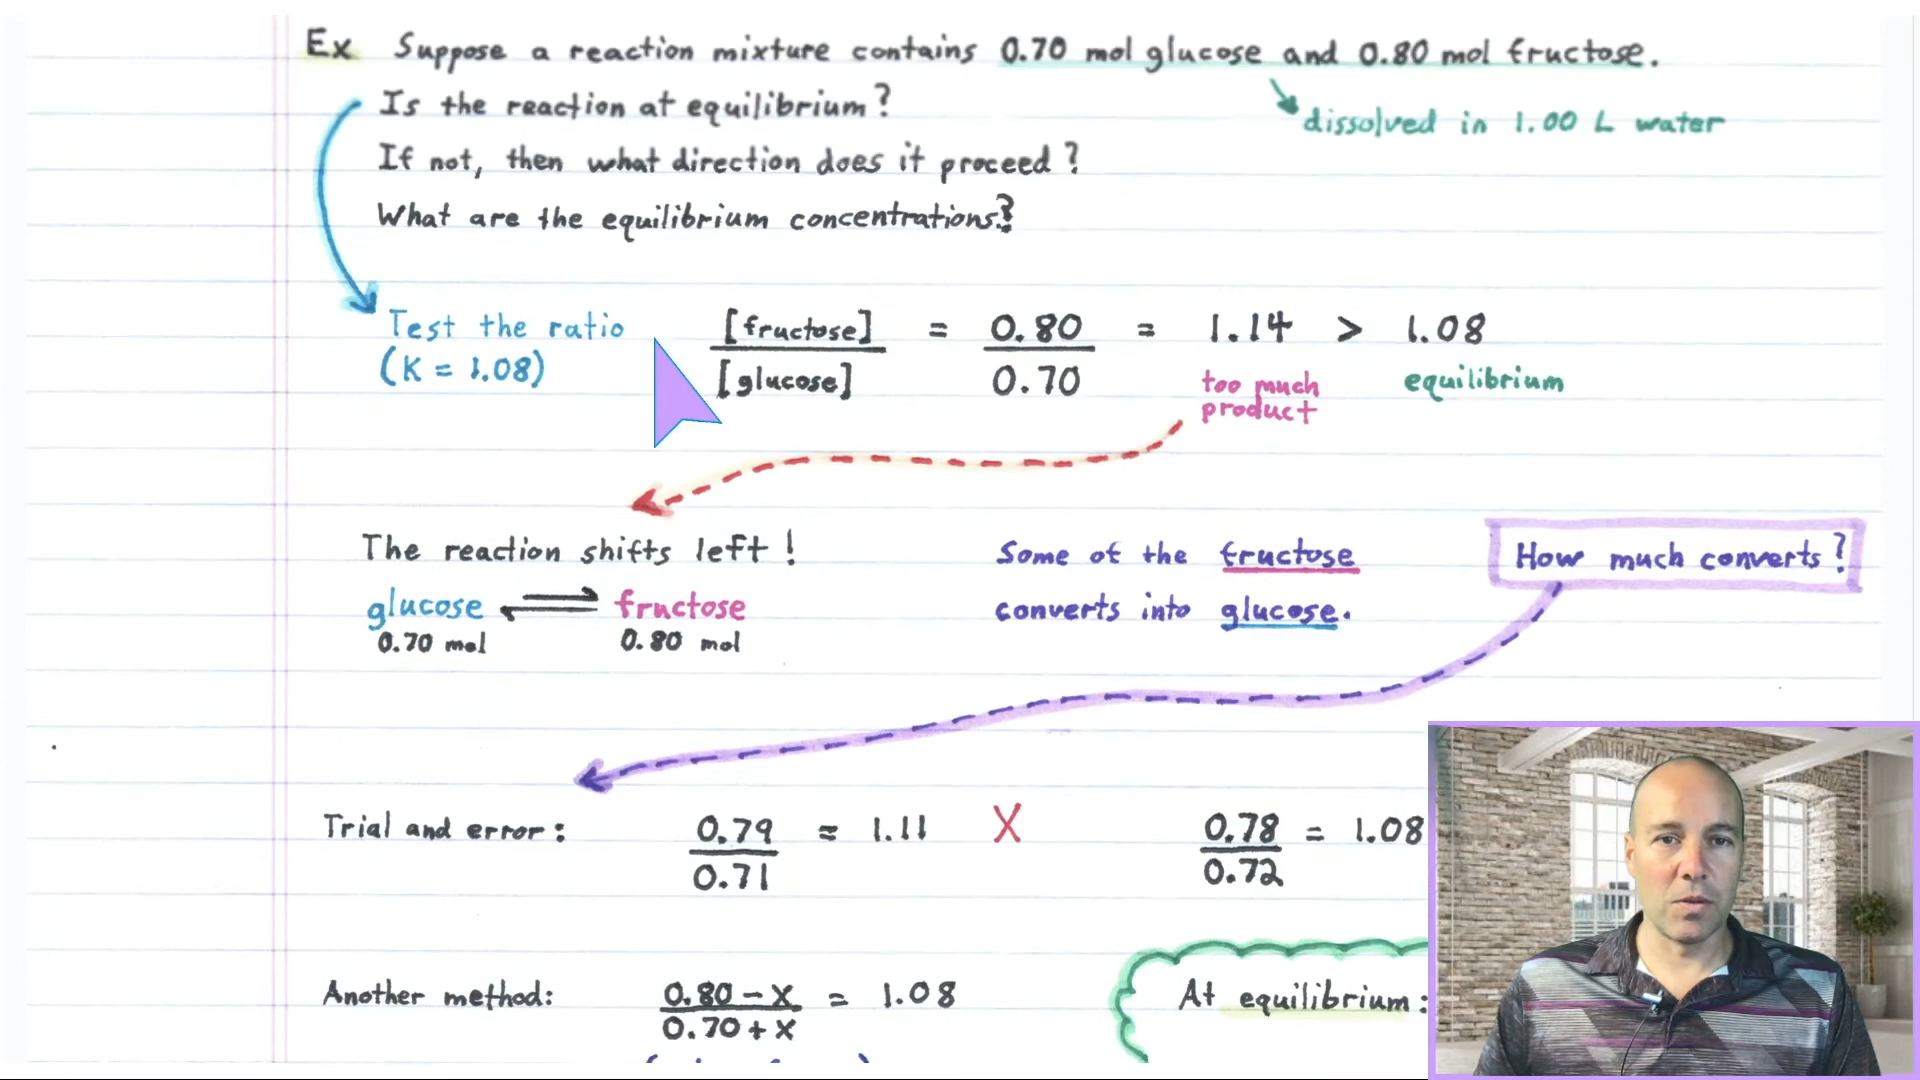 Ex Suppose a reaction mixture contains 0.70 mol glucose and 0.80 mol fructose.
dissolved in 1.00 L water
Is the reaction at equilibrium?
If not, then what direction does it proceed?
What are the equilibrium concentrations?
Test the ratio
(K = 1.08)
[fructose] / [glucose] = 0.80 / 0.70 = 1.14 > 1.08
too much
product
equilibrium
The reaction shifts left!
glucose ⇌ fructose
0.70 mol 0.80 mol
Some of the fructose
converts into glucose.
How much converts?
Trial and error: 0.79 / 0.71 = 1.11 X 0.78 / 0.72 = 1.08
Another method: 0.80 - x / 0.70 + x = 1.08
At equilibrium: